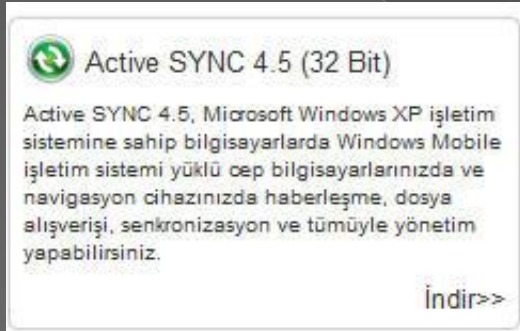 Active SYNC 4.5 (32 Bit)
Active SYNC 4.5, Microsoft Windows XP işletim
sistemine sahip bilgisayarlarda Windows Mobile
işletim sistemi yüklü cep bilgisayarlarınızda ve
navigasyon cihazınızda haberleşme, dosya
alışverişi, senkronizasyon ve tümüyle yönetim
yapabilirsiniz.
İndir>>